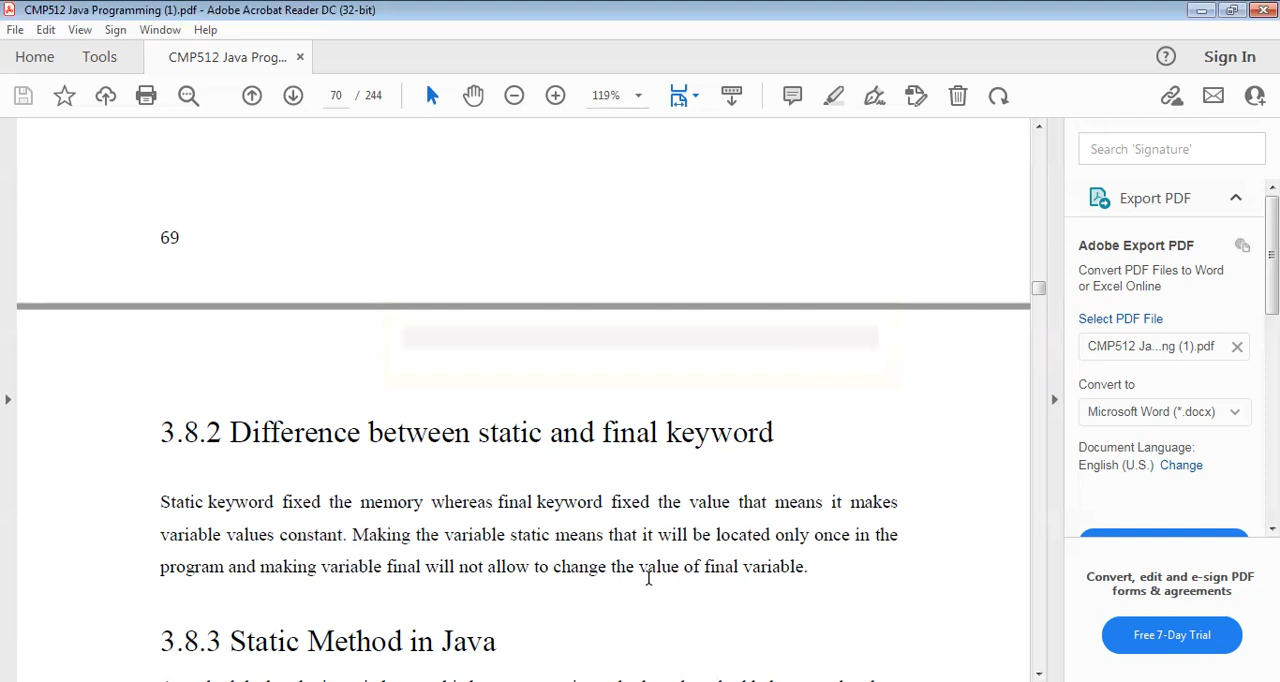 CMP512 Java Programming (1).pdf - Adobe Acrobat Reader DC (32-bit)
File Edit View Sign Window Help
Home Tools CMP512 Java Prog... × Sign In
70 / 244 119%
69
3.8.2 Difference between static and final keyword
Static keyword fixed the memory whereas final keyword fixed the value that means it makes
variable values constant. Making the variable static means that it will be located only once in the
program and making variable final will not allow to change the value of final variable.
3.8.3 Static Method in Java
Search 'Signature'
Export PDF
Adobe Export PDF
Convert PDF Files to Word
or Excel Online
Select PDF File
CMP512 Ja...ng (1).pdf
Convert to
Microsoft Word (*.docx)
Document Language:
English (U.S.) Change
Convert, edit and e-sign PDF
forms & agreements
Free 7-Day Trial